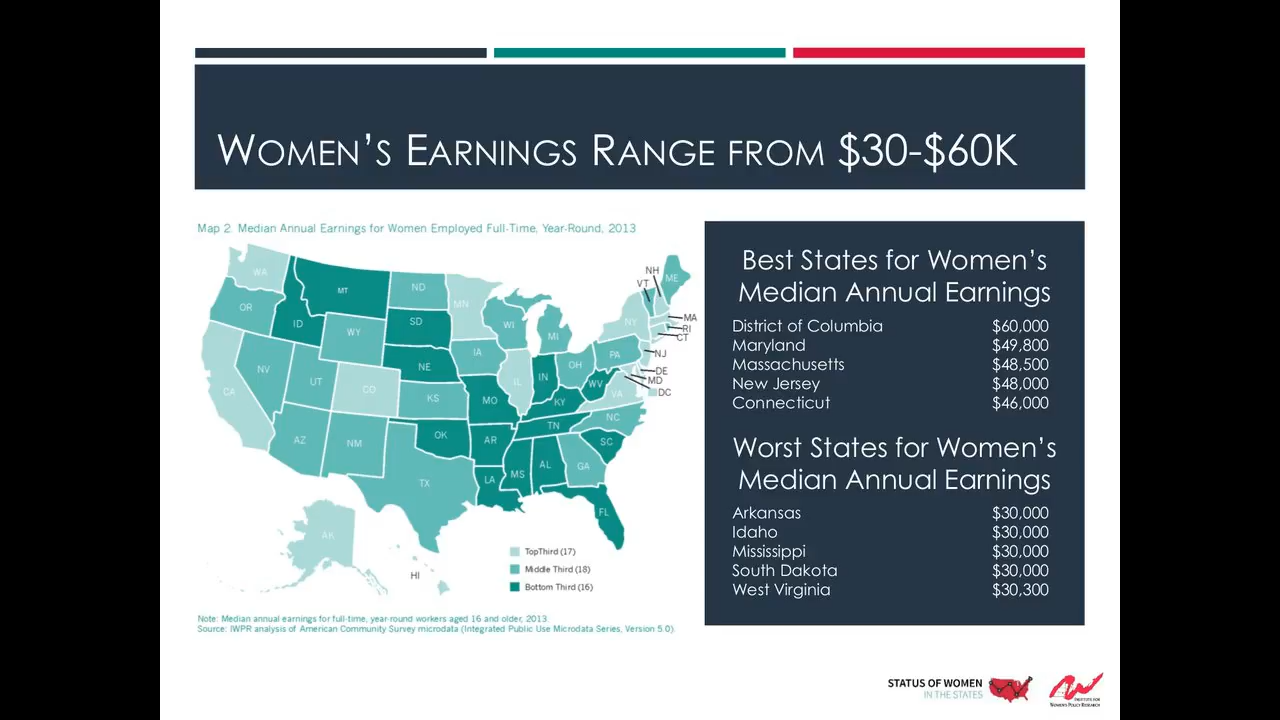 WOMEN'S EARNINGS RANGE FROM $30-$60K
Map 2. Median Annual Earnings for Women Employed Full-Time, Year-Round, 2013
WA
OR
CA
ID
NV
MT
WY
UT
AZ
CO
NM
ND
SD
NE
KS
OK
TX
MN
IA
MO
AR
LA
WI
IL
MS
MI
IN
KY
TN
AL
OH
WV
GA
FL
SC
NC
VA
PA
NY
VT
NH
ME
MA
RI
CT
NJ
DE
MD
DC
AK
HI
TopThird (17)
Middle Third (18)
Bottom Third (16)
Note: Median annual earnings for full-time, year-round workers aged 16 and older, 2013.
Source: IWPR analysis of American Community Survey microdata (Integrated Public Use Microdata Series, Version 5.0).
Best States for Women's
Median Annual Earnings
District of Columbia $60,000
Maryland $49,800
Massachusetts $48,500
New Jersey $48,000
Connecticut $46,000
Worst States for Women's
Median Annual Earnings
Arkansas $30,000
Idaho $30,000
Mississippi $30,000
South Dakota $30,000
West Virginia $30,300
STATUS OF WOMEN
IN THE STATES
INSTITUTE FOR
WOMEN'S POLICY RESEARCH